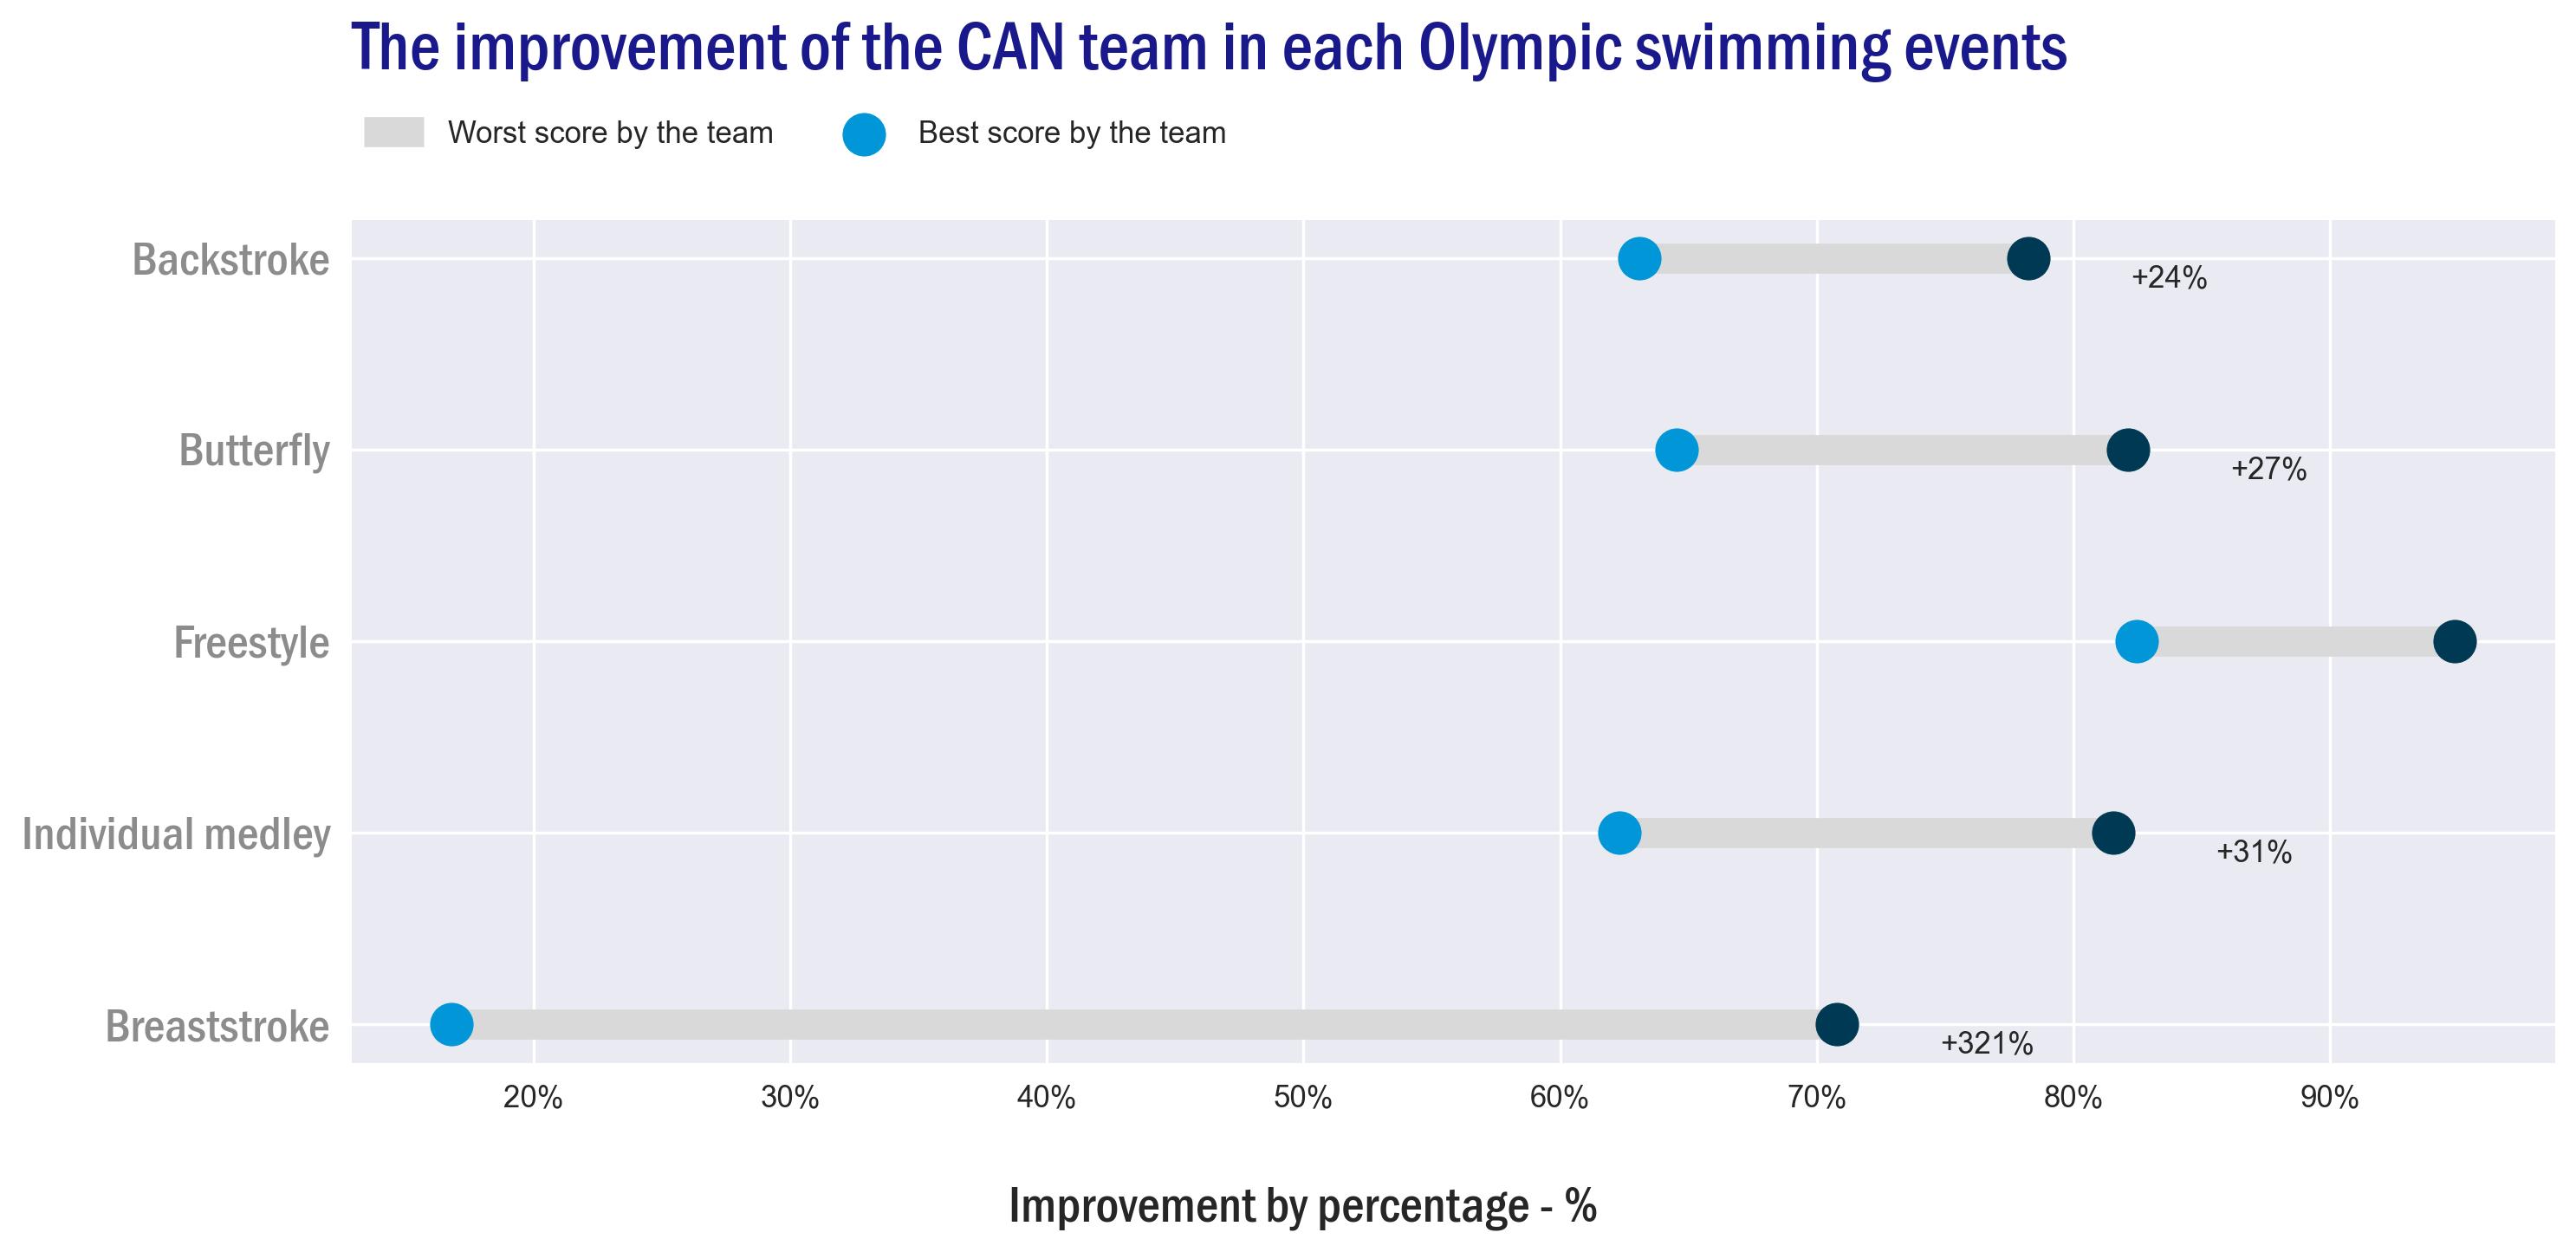 The improvement of the CAN team in each Olympic swimming events
Worst score by the team
Best score by the team
Backstroke
+24%
Butterfly
+27%
Freestyle
Individual medley
+31%
Breaststroke
+321%
20% 30% 40% 50% 60% 70% 80% 90%
Improvement by percentage - %